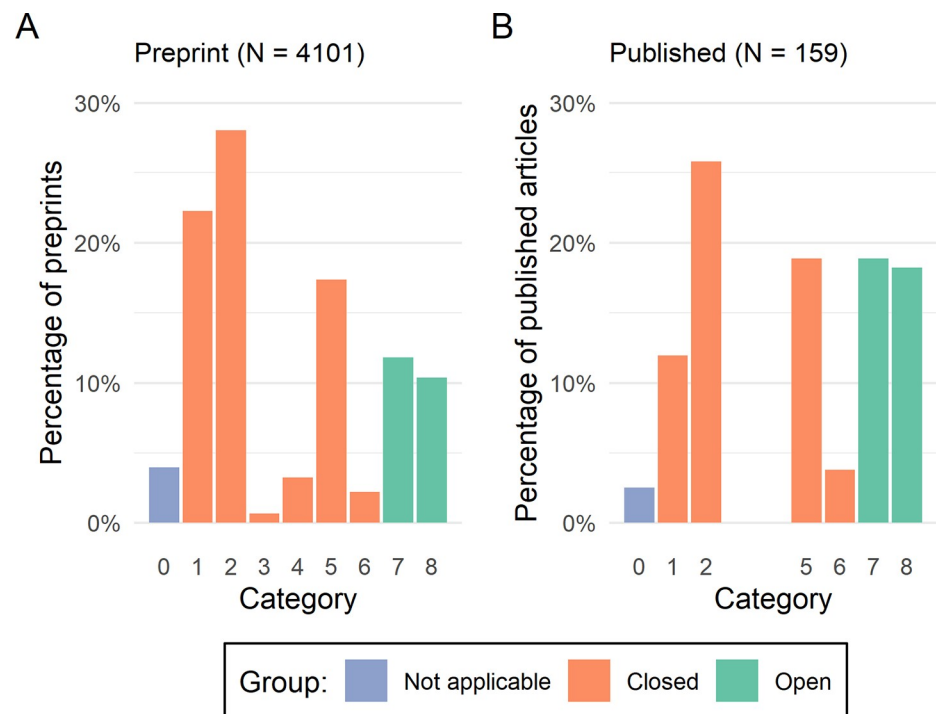 A
Preprint (N = 4101)
Percentage of preprints
30%
20%
10%
0%
0 1 2 3 4 5 6 7 8
Category
B
Published (N = 159)
Percentage of published articles
30%
20%
10%
0%
0 1 2 5 6 7 8
Category
Group: Not applicable Closed Open